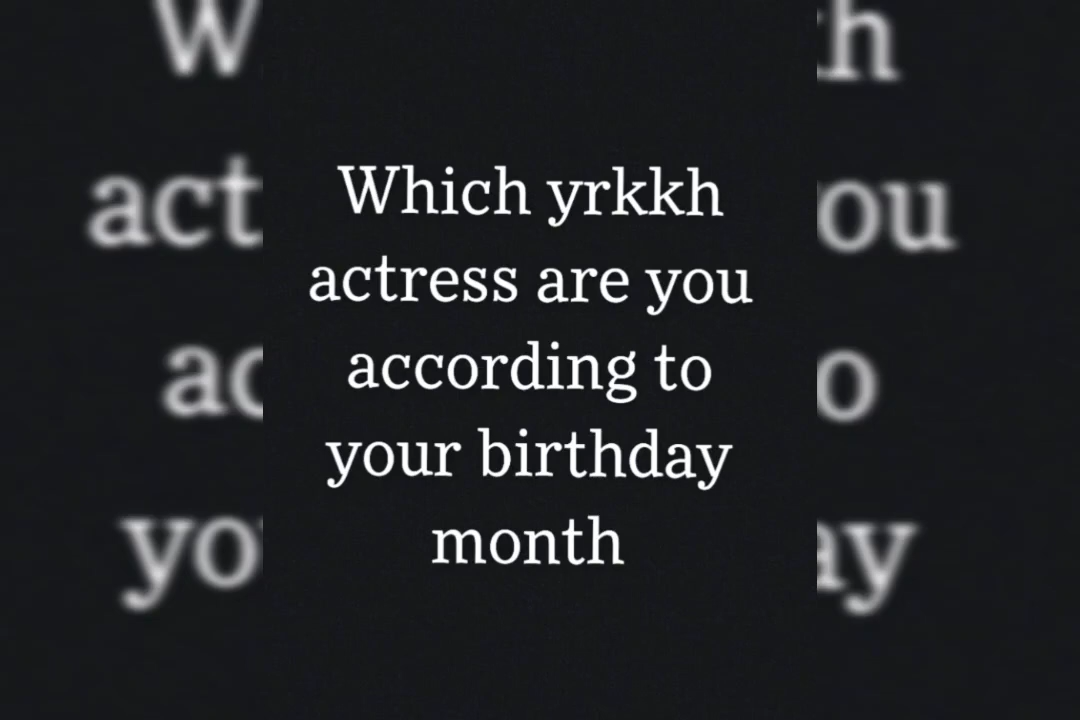 Which yrkkh
actress are you
according to
your birthday
month